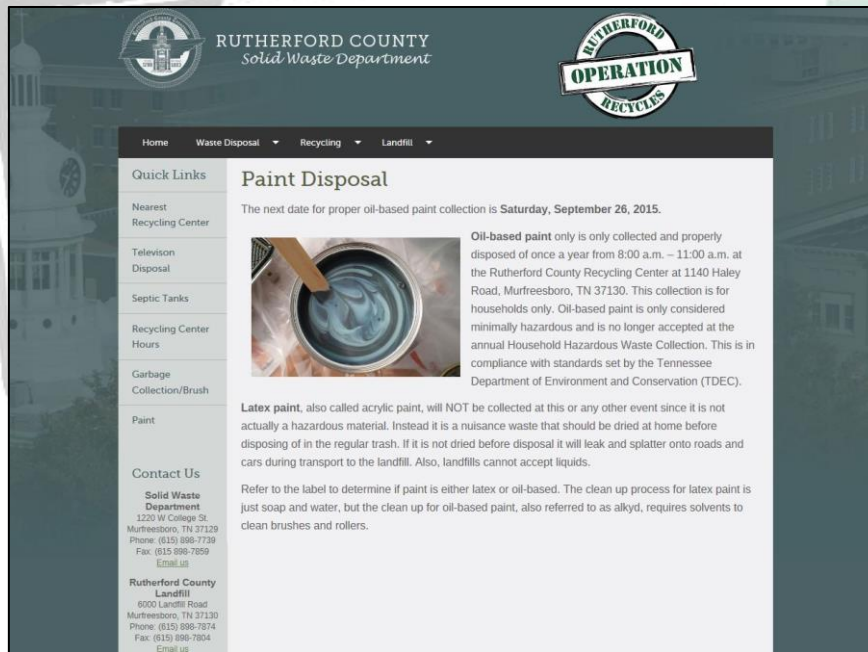 RUTHERFORD COUNTY
Solid Waste Department
RUTHERFORD
OPERATION
RECYCLES
Home Waste Disposal Recycling Landfill
Quick Links
Nearest
Recycling Center
Televison
Disposal
Septic Tanks
Recycling Center
Hours
Garbage
Collection/Brush
Paint
Contact Us
Solid Waste
Department
1220 W College St.
Murfreesboro, TN 37129
Phone: (615) 898-7739
Fax: (615 898-7859
Email us
Rutherford County
Landfill
6000 Landfill Road
Murfreesboro, TN 37130
Phone: (615) 898-7874
Fax: (615) 898-7804
Email us
Paint Disposal
The next date for proper oil-based paint collection is Saturday, September 26, 2015.
Oil-based paint only is only collected and properly
disposed of once a year from 8:00 a.m. – 11:00 a.m. at
the Rutherford County Recycling Center at 1140 Haley
Road, Murfreesboro, TN 37130. This collection is for
households only. Oil-based paint is only considered
minimally hazardous and is no longer accepted at the
annual Household Hazardous Waste Collection. This is in
compliance with standards set by the Tennessee
Department of Environment and Conservation (TDEC).
Latex paint, also called acrylic paint, will NOT be collected at this or any other event since it is not
actually a hazardous material. Instead it is a nuisance waste that should be dried at home before
disposing of in the regular trash. If it is not dried before disposal it will leak and splatter onto roads and
cars during transport to the landfill. Also, landfills cannot accept liquids.
Refer to the label to determine if paint is either latex or oil-based. The clean up process for latex paint is
just soap and water, but the clean up for oil-based paint, also referred to as alkyd, requires solvents to
clean brushes and rollers.